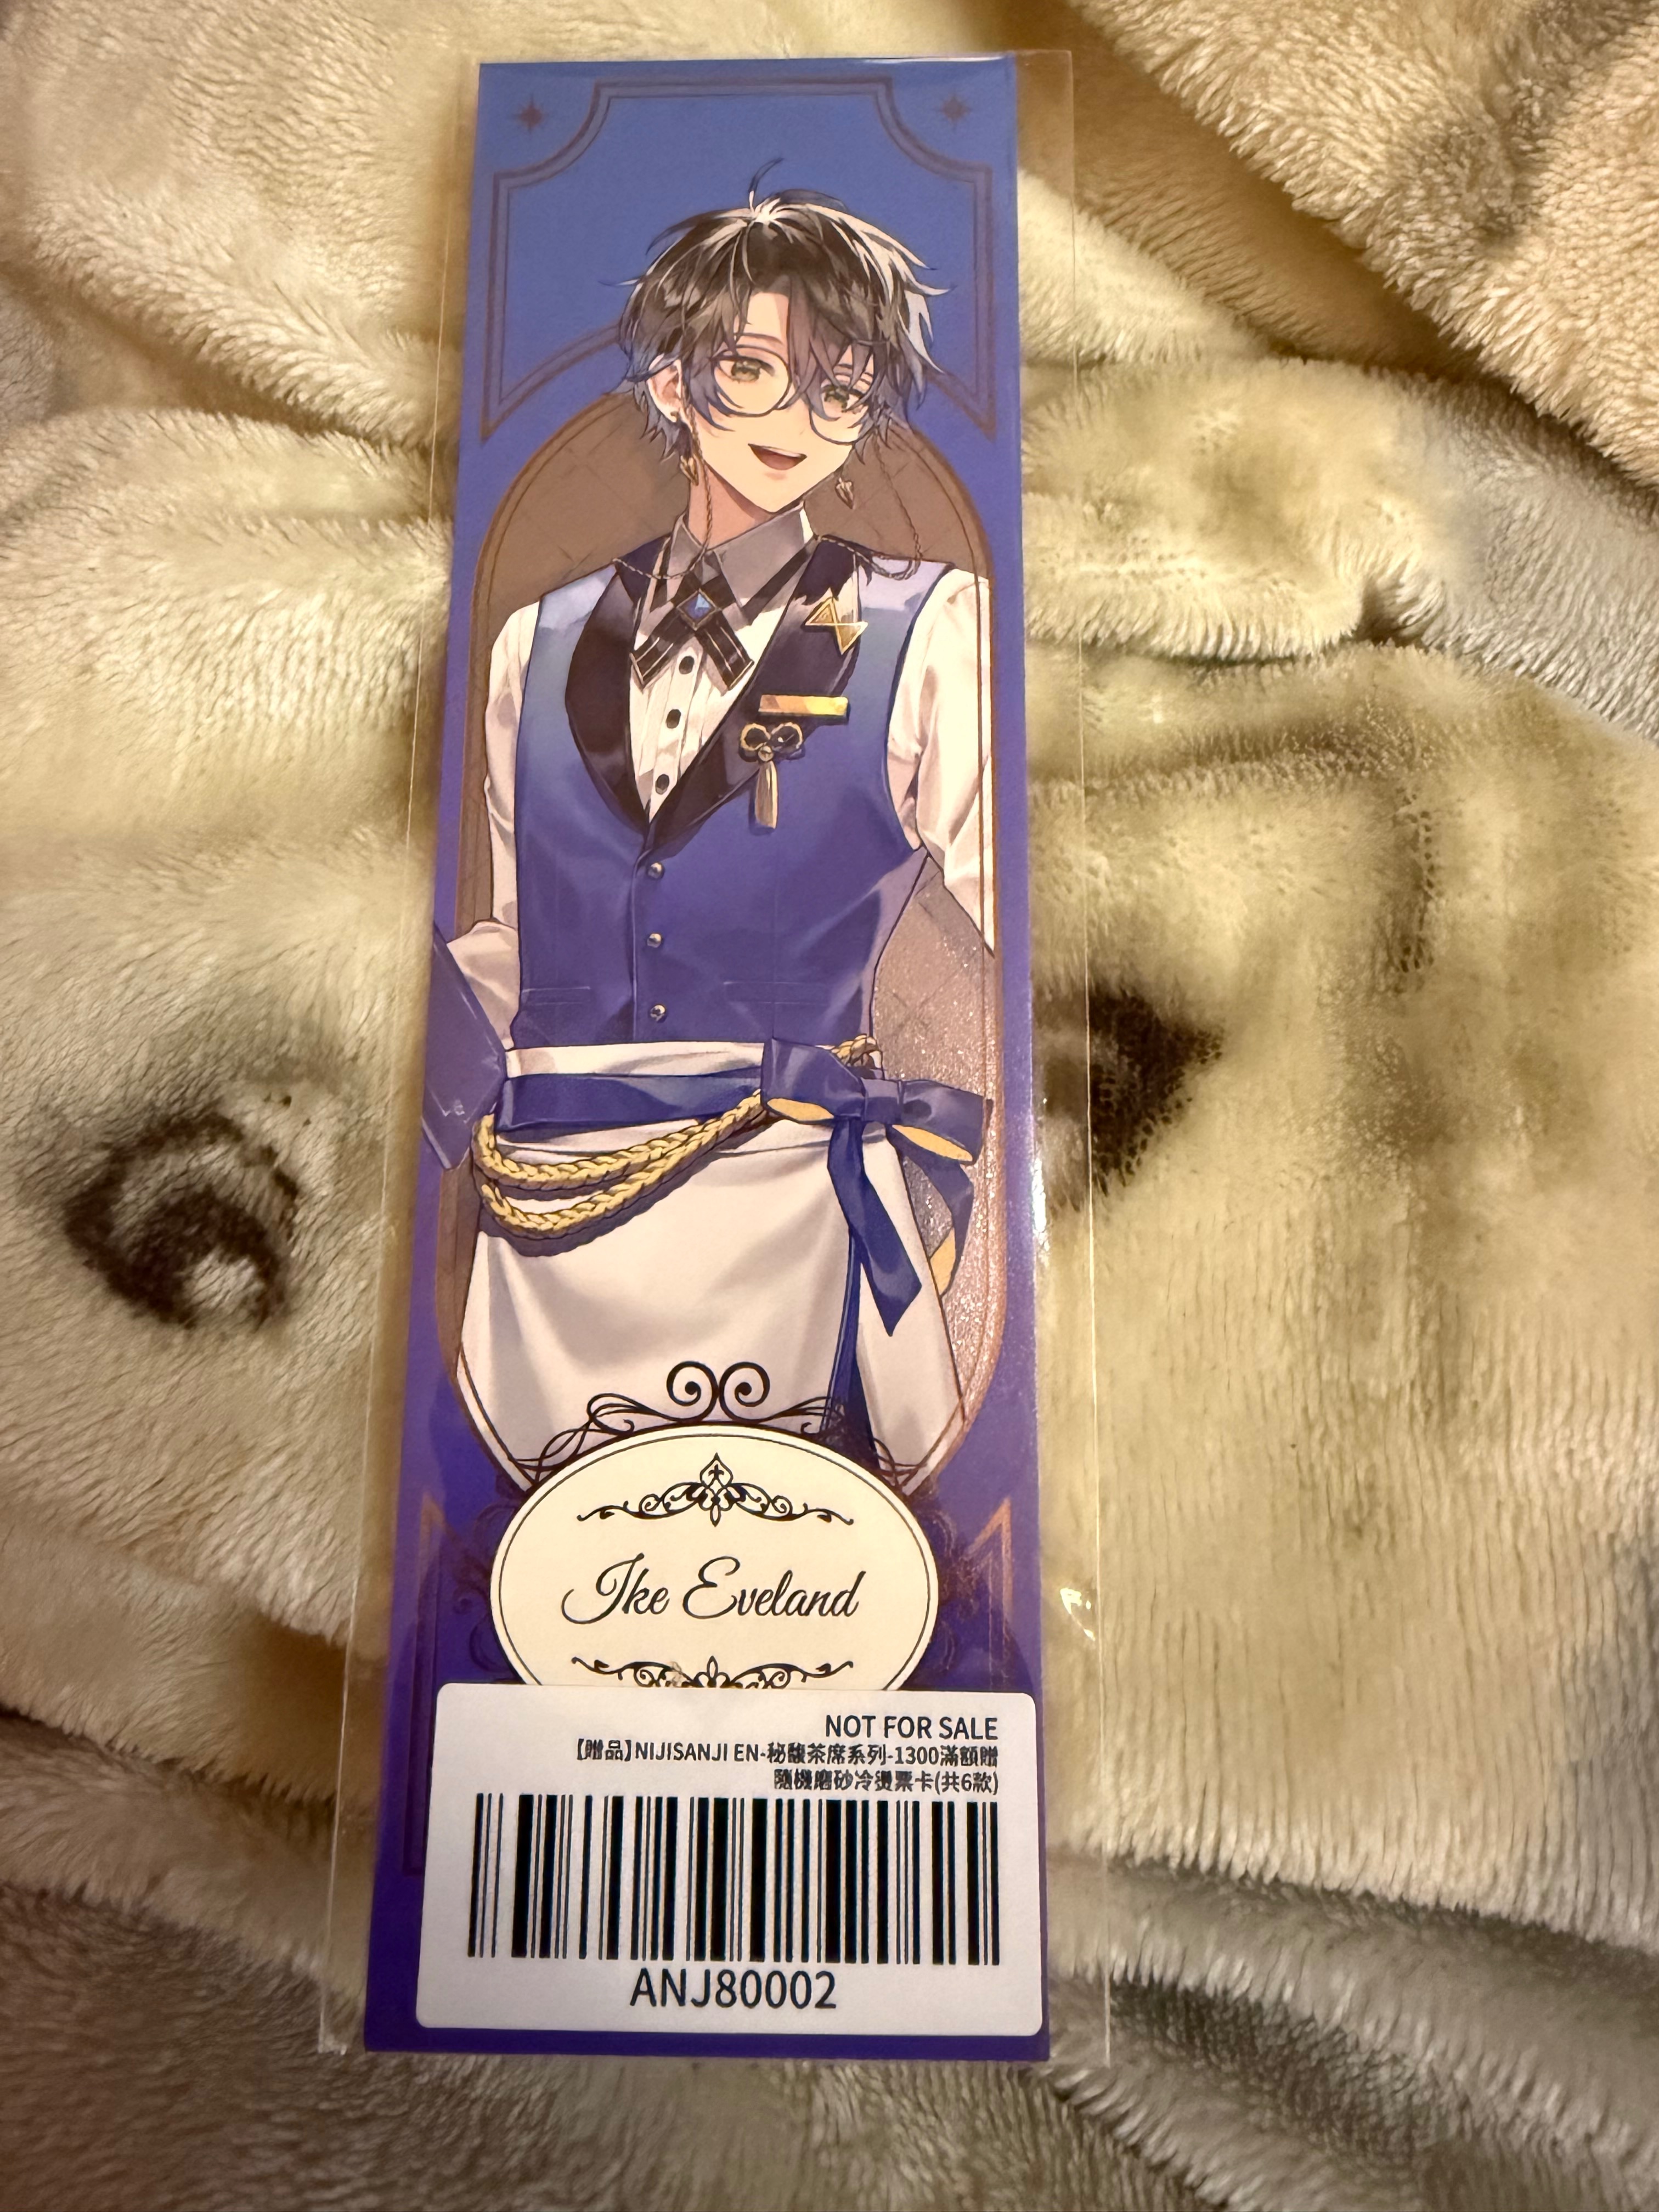 Ike Eveland
NOT FOR SALE
【贈品】NIJISANJI EN-秘馥茶席系列-1300滿額贈
隨機磨砂冷燙票卡(共6款)
ANJ80002